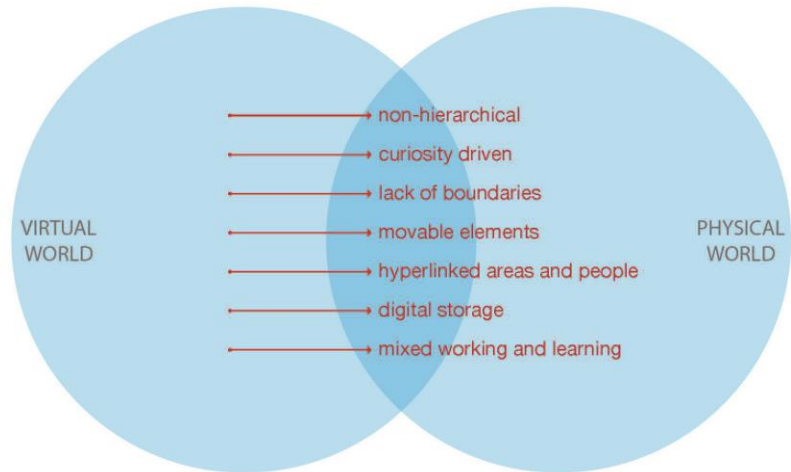 non-hierarchical
curiosity driven
lack of boundaries
VIRTUAL
WORLD
movable elements
PHYSICAL
WORLD
hyperlinked areas and people
digital storage
mixed working and learning